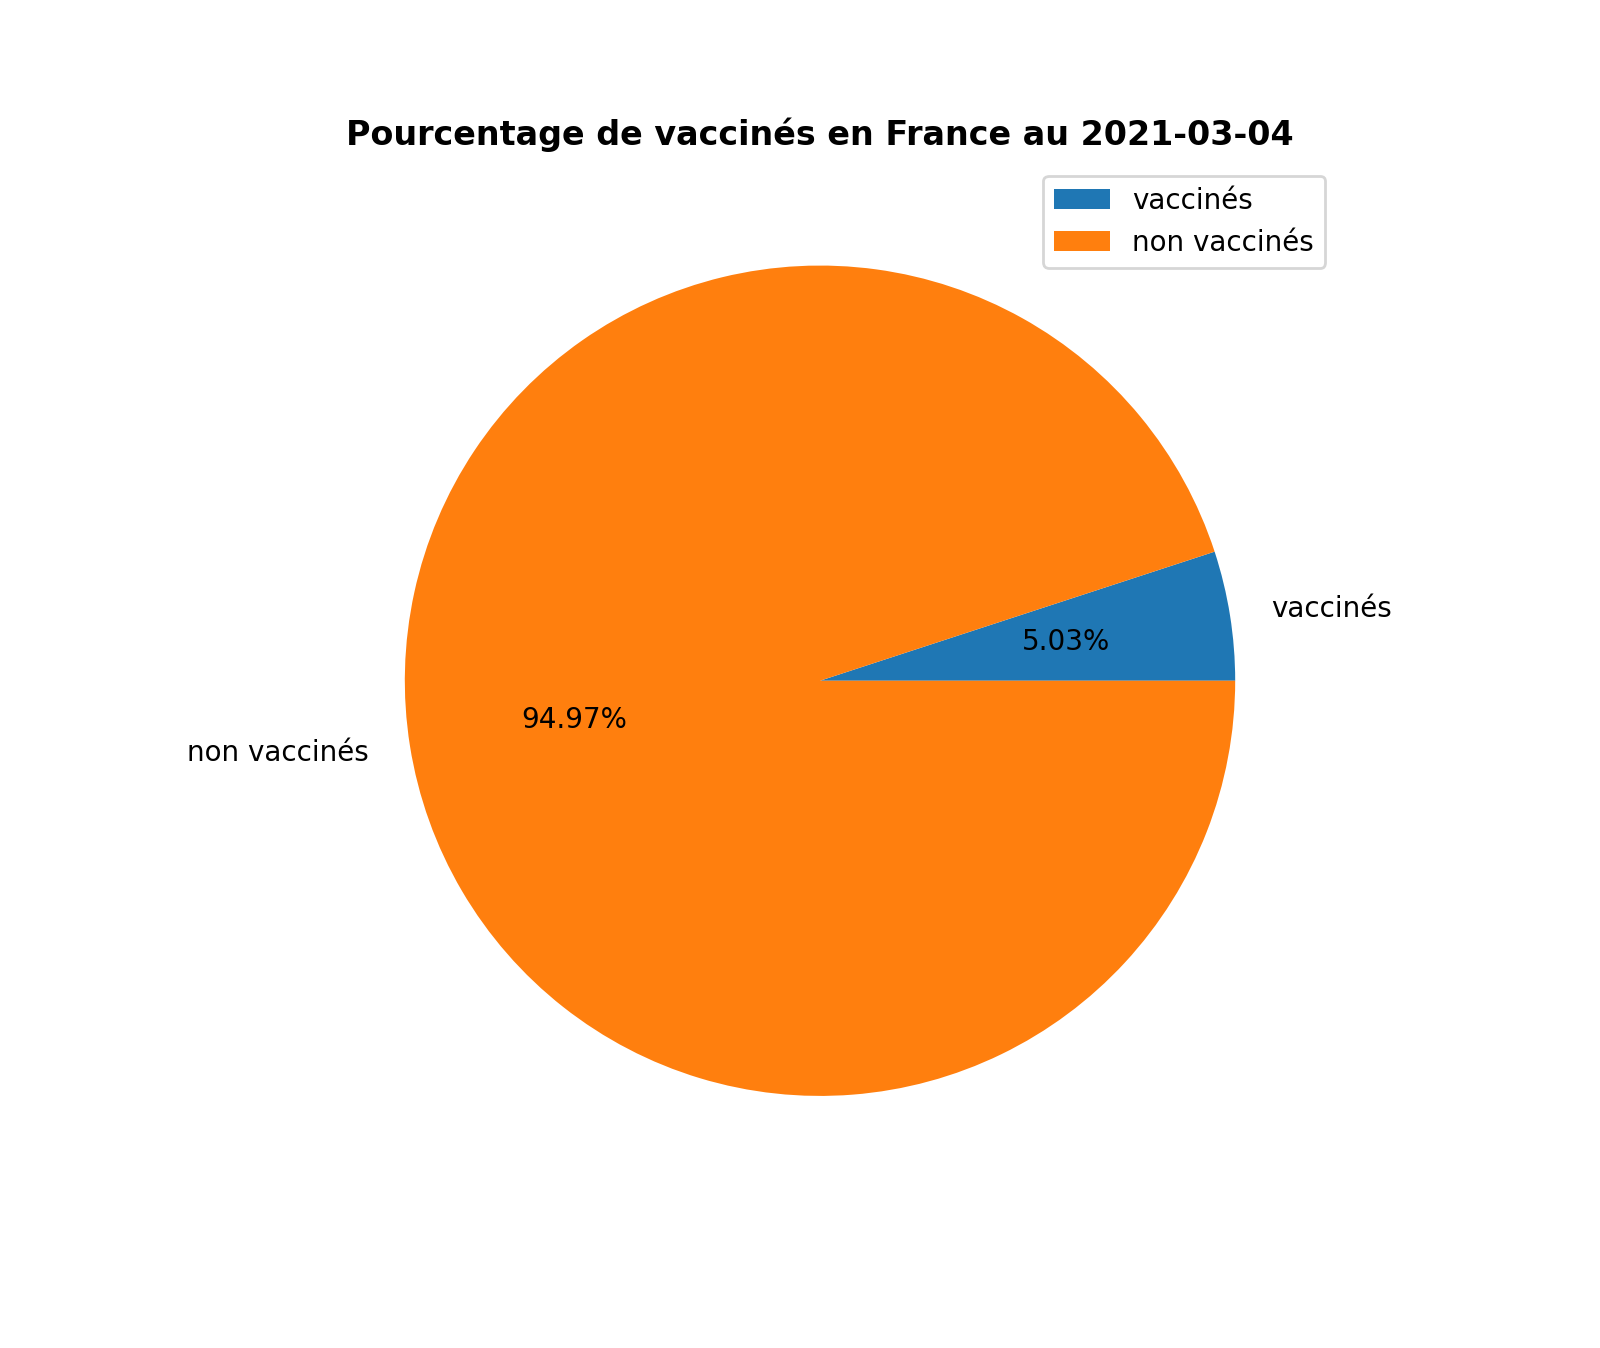 Pourcentage de vaccinés en France au 2021-03-04
vaccinés
non vaccinés
vaccinés
5.03%
94.97%
non vaccinés